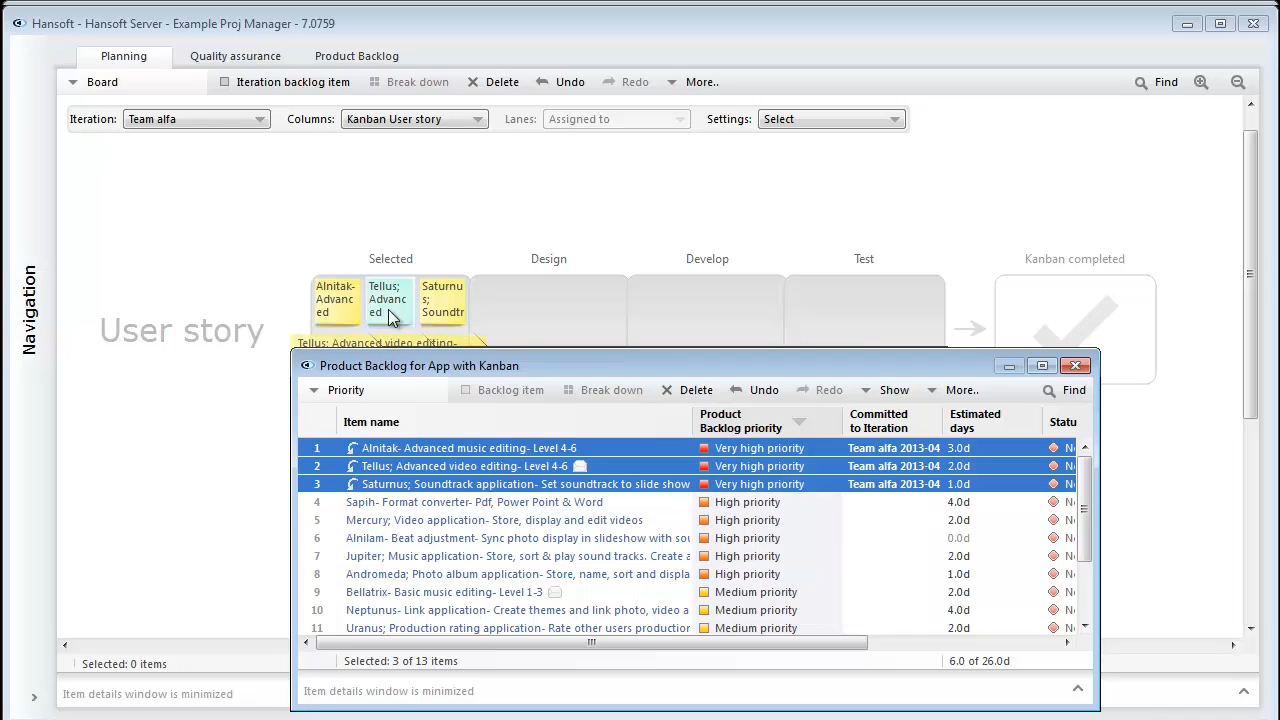 Hansoft - Hansoft Server - Example Proj Manager - 7.0759
Planning Quality assurance Product Backlog
Board Iteration backlog item Break down Delete Undo Redo More.. Find
Iteration: Team alfa Columns: Kanban User story Lanes: Assigned to Settings: Select
Navigation
Selected Design Develop Test Kanban completed
User story
Alnitak- Advanc ed
Tellus; Advanc ed
Saturnu s; Soundtr
Tellus: Advanced video editing-
Product Backlog for App with Kanban
Priority Backlog item Break down Delete Undo Redo Show More.. Find
Item name Product Backlog priority Committed to Iteration Estimated days Statu
1 Alnitak- Advanced music editing- Level 4-6 Very high priority Team alfa 2013-04 3.0d
2 Tellus; Advanced video editing- Level 4-6 Very high priority Team alfa 2013-04 2.0d
3 Saturnus; Soundtrack application- Set soundtrack to slide show Very high priority Team alfa 2013-04 1.0d
4 Sapih- Format converter- Pdf, Power Point & Word High priority 4.0d
5 Mercury; Video application- Store, display and edit videos High priority 2.0d
6 Alnilam- Beat adjustment- Sync photo display in slideshow with sou High priority 0.0d
7 Jupiter; Music application- Store, sort & play sound tracks. Create a High priority 2.0d
8 Andromeda; Photo album application- Store, name, sort and displa High priority 1.0d
9 Bellatrix- Basic music editing- Level 1-3 Medium priority 2.0d
10 Neptunus- Link application- Create themes and link photo, video a Medium priority 4.0d
11 Uranus; Production rating application- Rate other users production Medium priority 2.0d
Selected: 3 of 13 items 6.0 of 26.0d
Item details window is minimized
Selected: 0 items
Item details window is minimized